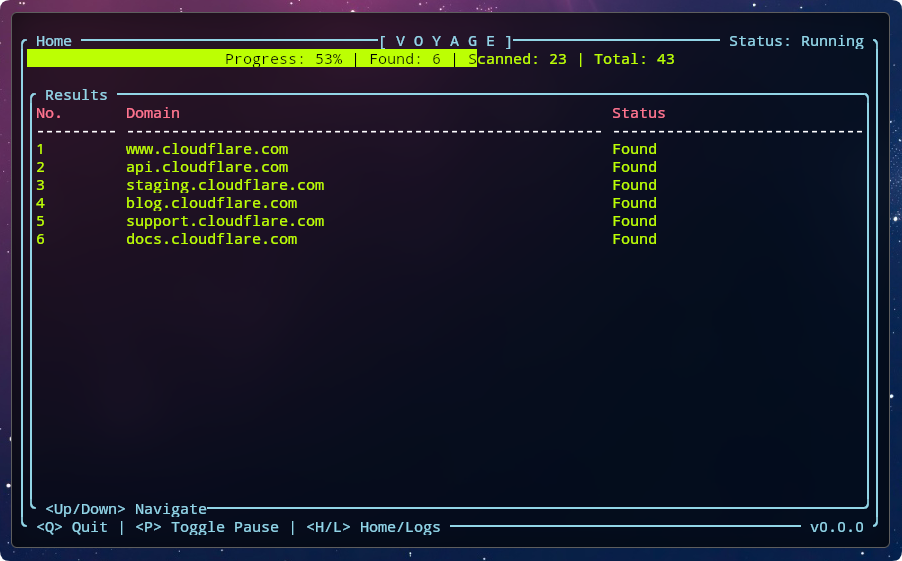 Home [ V O Y A G E ] Status: Running
Progress: 53% | Found: 6 | Scanned: 23 | Total: 43
Results
No. Domain Status
1 www.cloudflare.com Found
2 api.cloudflare.com Found
3 staging.cloudflare.com Found
4 blog.cloudflare.com Found
5 support.cloudflare.com Found
6 docs.cloudflare.com Found
<Up/Down> Navigate
<Q> Quit | <P> Toggle Pause | <H/L> Home/Logs v0.0.0